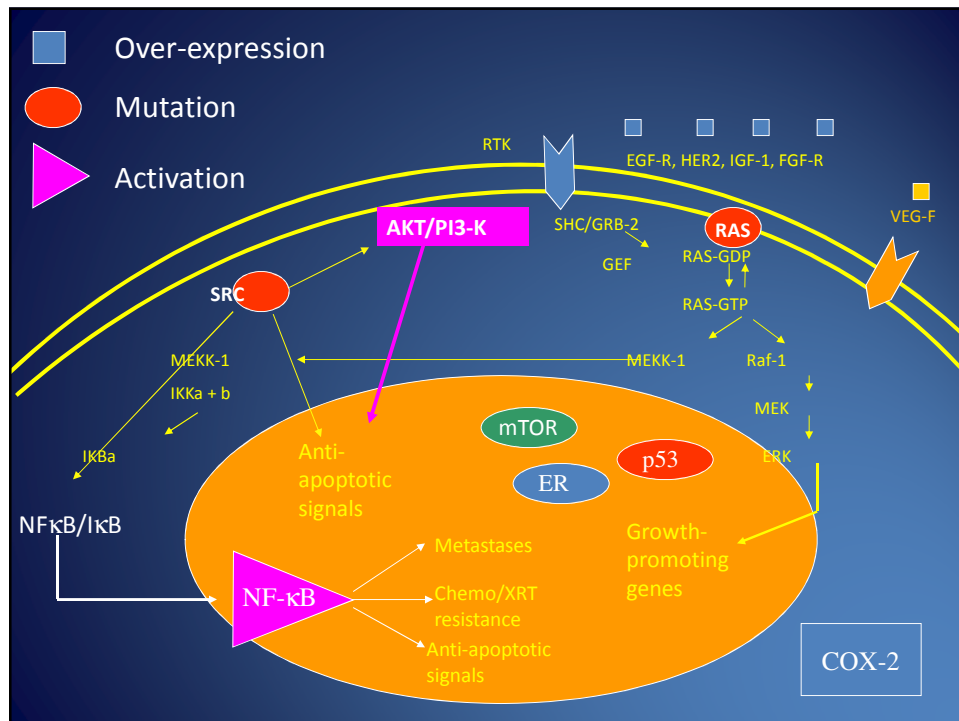 Over-expression
Mutation
Activation
RTK
EGF-R, HER2, IGF-1, FGF-R
VEG-F
AKT/PI3-K
SHC/GRB-2
RAS
GEF
RAS-GDP
SRC
RAS-GTP
MEKK-1
MEKK-1
Raf-1
IKKa + b
MEK
mTOR
IKBa
Anti-
apoptotic
signals
p53
ERK
ER
NFκB/IκB
Growth-
promoting
genes
Metastases
NF-κB
Chemo/XRT
resistance
Anti-apoptotic
signals
COX-2